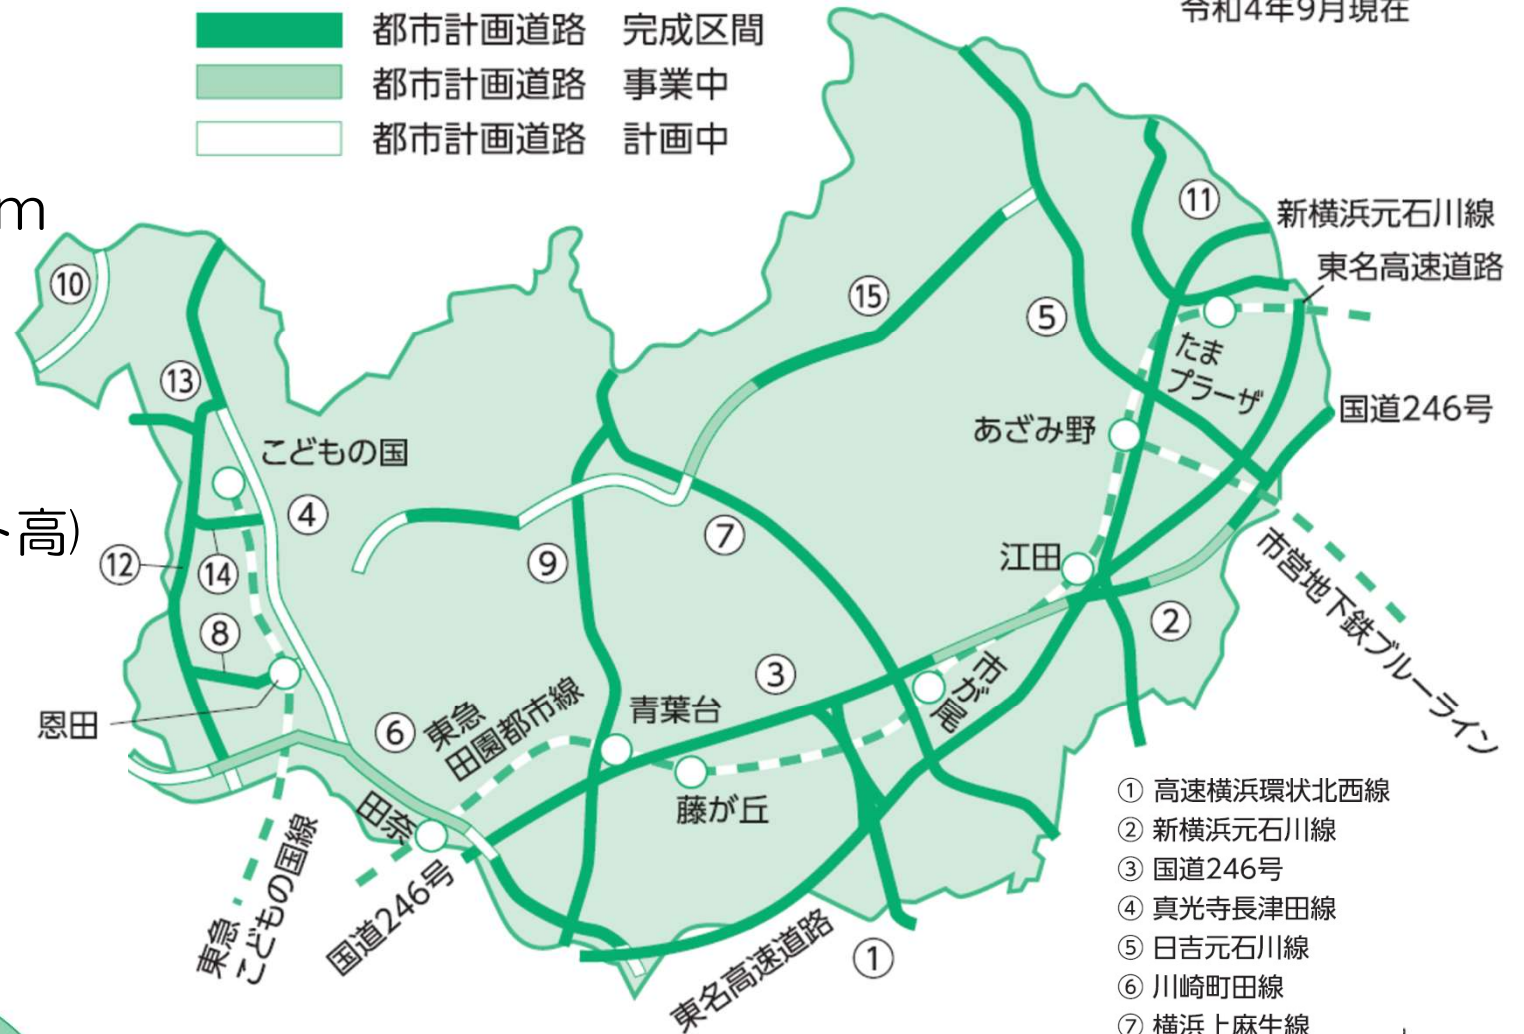 都市計画道路 完成区間
都市計画道路 事業中
都市計画道路 計画中
令和4年9月現在
m
ト高)
⑩
⑬
こどもの国
④
⑫
⑭
⑧
恩田
⑥
東急
田園都市線
青葉台
藤が丘
田奈
国道246号
東急
こどもの国線
⑨
⑦
③
⑮
⑤
⑪
新横浜元石川線
東名高速道路
たま
プラーザ
あざみ野
国道246号
江田
②
市が尾
市営地下鉄ブルーライン
東名高速道路
①
① 高速横浜環状北西線
② 新横浜元石川線
③ 国道246号
④ 真光寺長津田線
⑤ 日吉元石川線
⑥ 川崎町田線
⑦ 横浜上麻生線